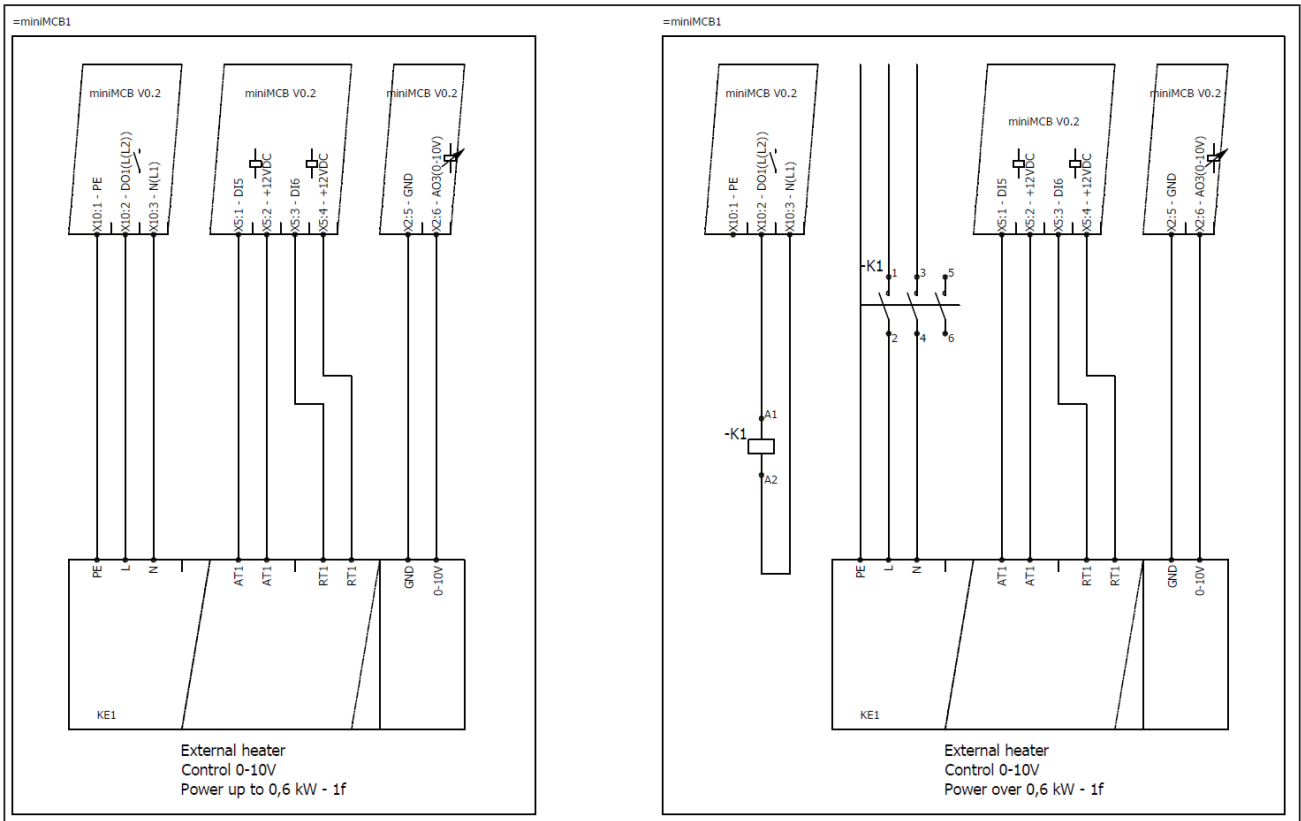 =miniMCB1
miniMCB V0.2
miniMCB V0.2
miniMCB V0.2
X10:1 - PE
X10:2 - DO1(L(L2))
X10:3 - N(L1)
X5:1 - DI5
X5:2 - +12VDC
X5:3 - DI6
X5:4 - +12VDC
X2:5 - GND
X2:6 - AO3(0-10V)
PE
L
N
AT1
AT1
RT1
RT1
GND
0-10V
KE1
External heater
Control 0-10V
Power up to 0,6 kW - 1f
=miniMCB1
miniMCB V0.2
miniMCB V0.2
miniMCB V0.2
X10:1 - PE
X10:2 - DO1(L(L2))
X10:3 - N(L1)
X5:1 - DI5
X5:2 - +12VDC
X5:3 - DI6
X5:4 - +12VDC
X2:5 - GND
X2:6 - AO3(0-10V)
-K1
1
3
5
2
4
6
A1
-K1
A2
PE
L
N
AT1
AT1
RT1
RT1
GND
0-10V
KE1
External heater
Control 0-10V
Power over 0,6 kW - 1f